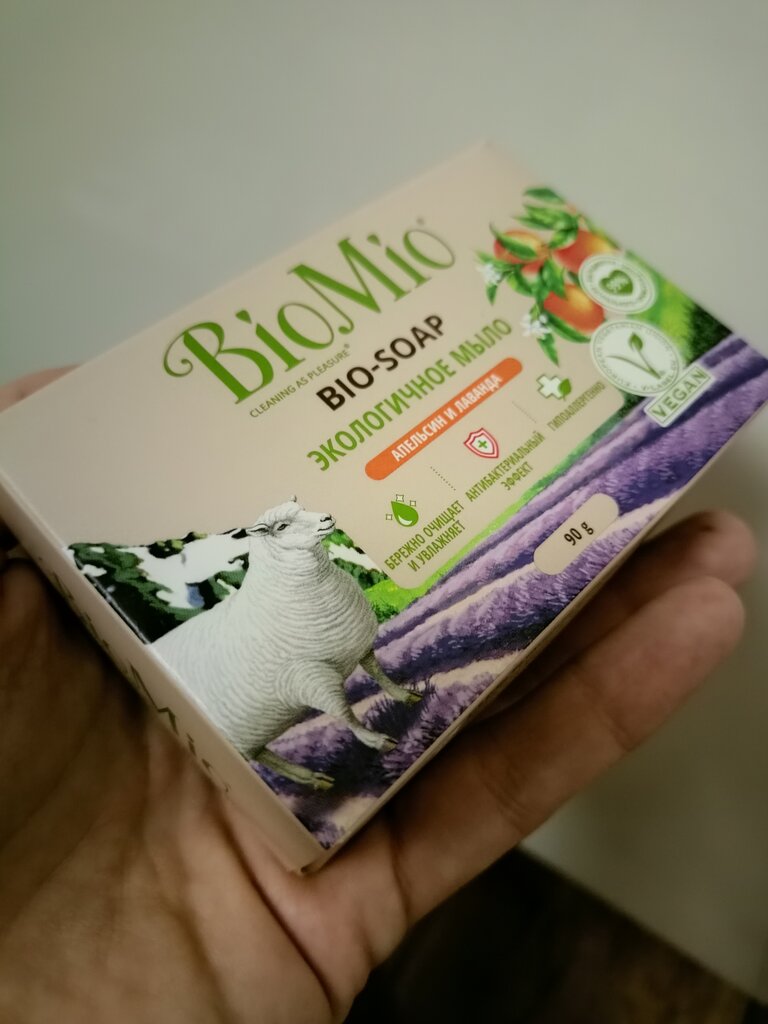 BioMio®
CLEANING AS PLEASURE®
BIO-SOAP
ЭКОЛОГИЧНОЕ МЫЛО
АПЕЛЬСИН И ЛАВАНДА
БЕРЕЖНО ОЧИЩАЕТ
И УВЛАЖНЯЕТ
АНТИБАКТЕРИАЛЬНЫЙ
ЭФФЕКТ
ГИПОАЛЛЕРГЕННО
VEGAN
90 g